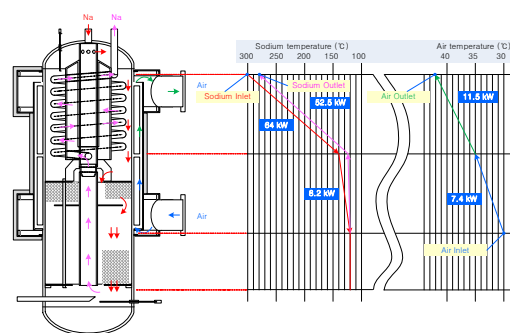 Na Na
Sodium temperature (℃) Air temperature (℃)
300 250 200 150 100 40 35 30
Air
Sodium Outlet
Sodium Inlet
Air Outlet
52.5 kW
64 kW
11.5 kW
8.2 kW
7.4 kW
Air
Air Inlet